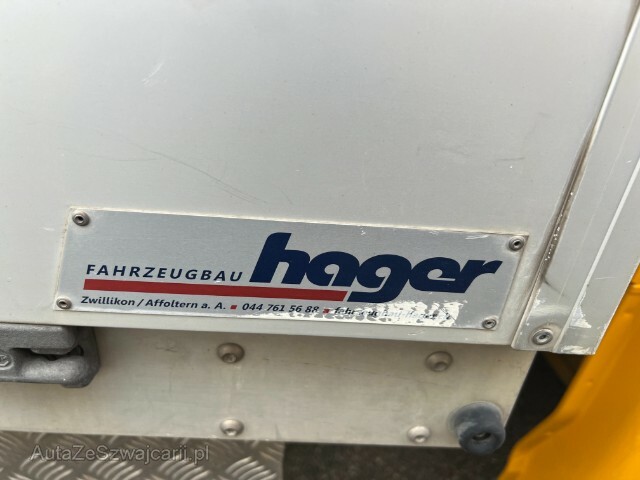 FAHRZEUGBAU hager
Zwillikon / Affoltern a. A. ▪ 044 761 56 88 ▪
AutaZeSzwajcarii.pl